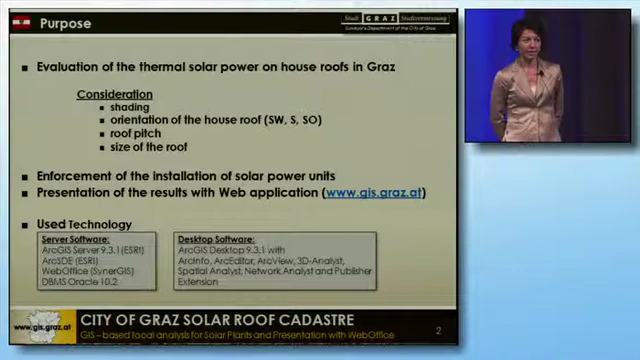 Purpose
Stadt GRAZ Stadtvermessung
Surveyor's Department of the City of Graz
Evaluation of the thermal solar power on house roofs in Graz
Consideration
shading
orientation of the house roof (SW, S, SO)
roof pitch
size of the roof
Enforcement of the installation of solar power units
Presentation of the results with Web application (www.gis.graz.at)
Used Technology
Server Software:
ArcGIS Server 9.3.1 (ESRI)
ArcSDE (ESRI)
WebOffice (SynerGIS)
DBMS Oracle 10.2
Desktop Software:
ArcGIS Desktop 9.3.1 with
ArcInfo, ArcEditor, ArcView, 3D-Analyst,
Spatial Analyst, Network Analyst and Publisher
Extension
www.gis.graz.at
CITY OF GRAZ SOLAR ROOF CADASTRE
GIS – based tool analysis for Solar Plants and Presentation with WebOffice
2